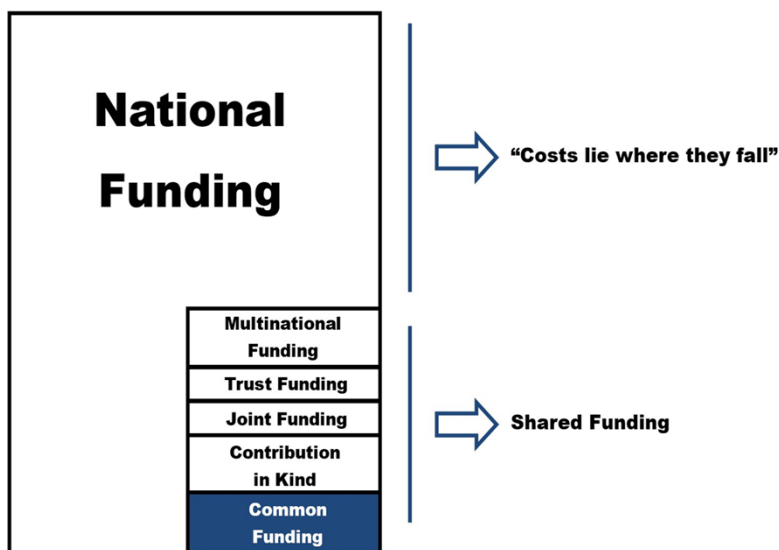 National
Funding
“Costs lie where they fall”
Multinational
Funding
Trust Funding
Joint Funding
Contribution
in Kind
Common
Funding
Shared Funding